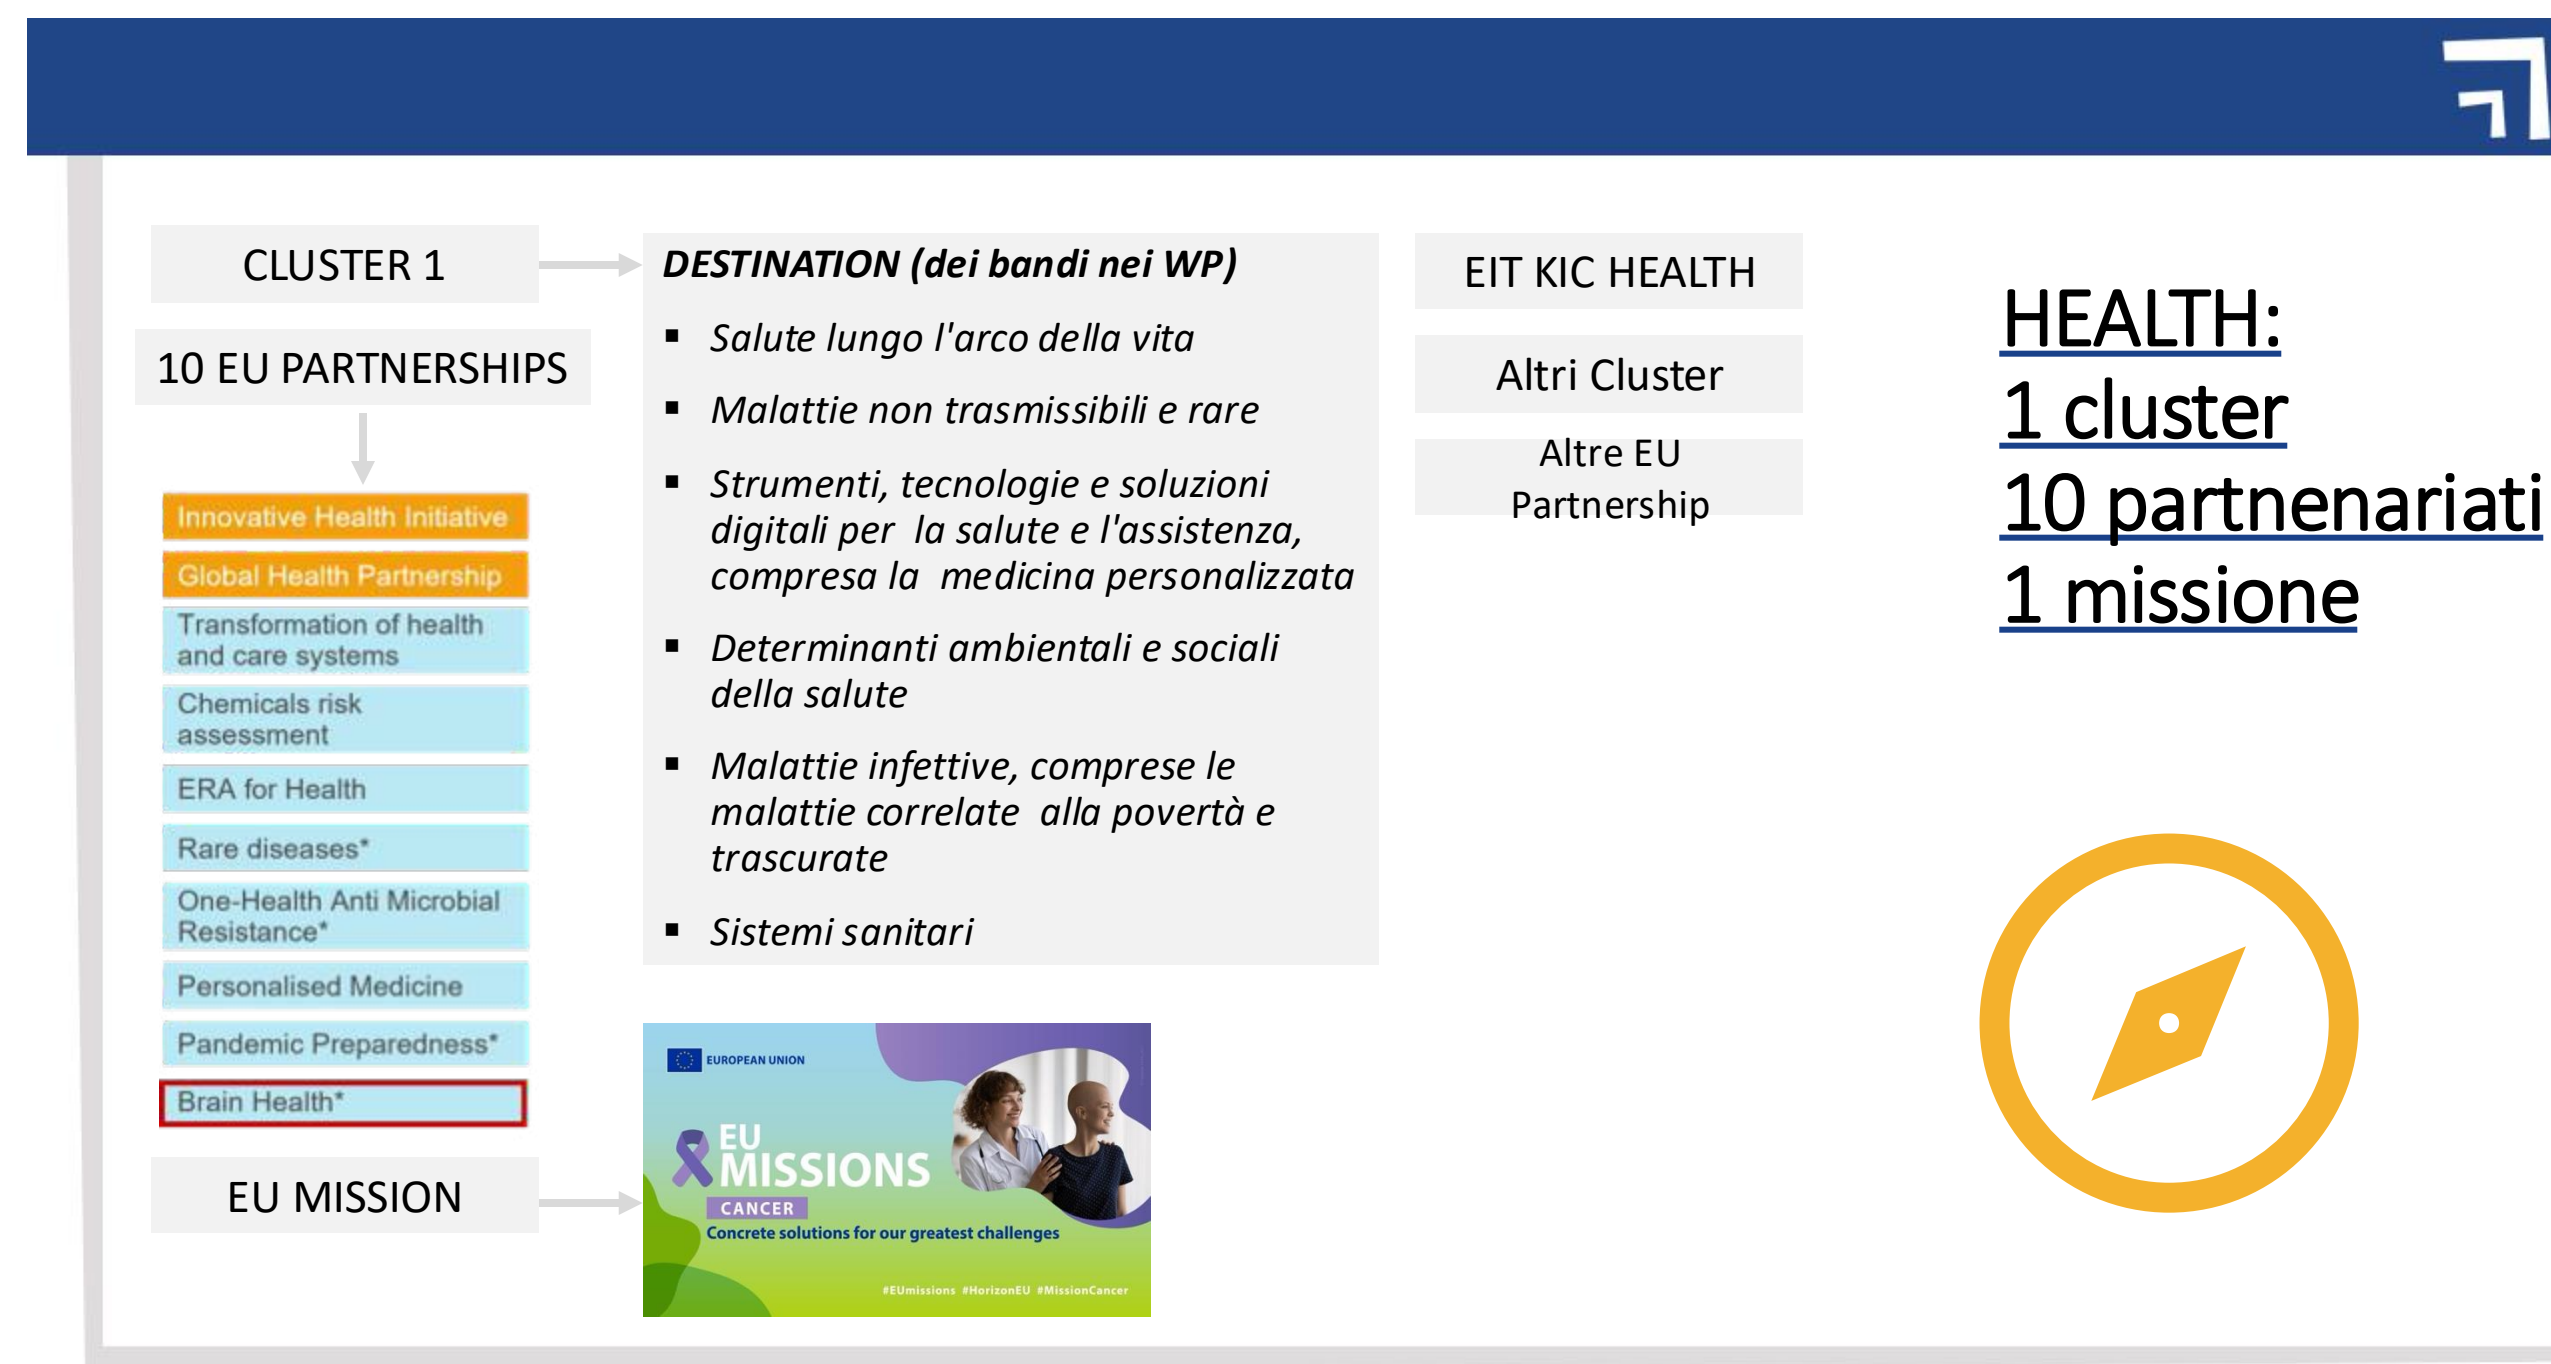 CLUSTER 1
10 EU PARTNERSHIPS
Innovative Health Initiative
Global Health Partnership
Transformation of health
and care systems
Chemicals risk
assessment
ERA for Health
Rare diseases*
One-Health Anti Microbial
Resistance*
Personalised Medicine
Pandemic Preparedness*
Brain Health*
EU MISSION
DESTINATION (dei bandi nei WP)
▪ Salute lungo l'arco della vita
▪ Malattie non trasmissibili e rare
▪ Strumenti, tecnologie e soluzioni
digitali per la salute e l'assistenza,
compresa la medicina personalizzata
▪ Determinanti ambientali e sociali
della salute
▪ Malattie infettive, comprese le
malattie correlate alla povertà e
trascurate
▪ Sistemi sanitari
EUROPEAN UNION
EU
MISSIONS
CANCER
Concrete solutions for our greatest challenges
#EUmissions #HorizonEU #MissionCancer
EIT KIC HEALTH
Altri Cluster
Altre EU
Partnership
HEALTH:
1 cluster
10 partnenariati
1 missione